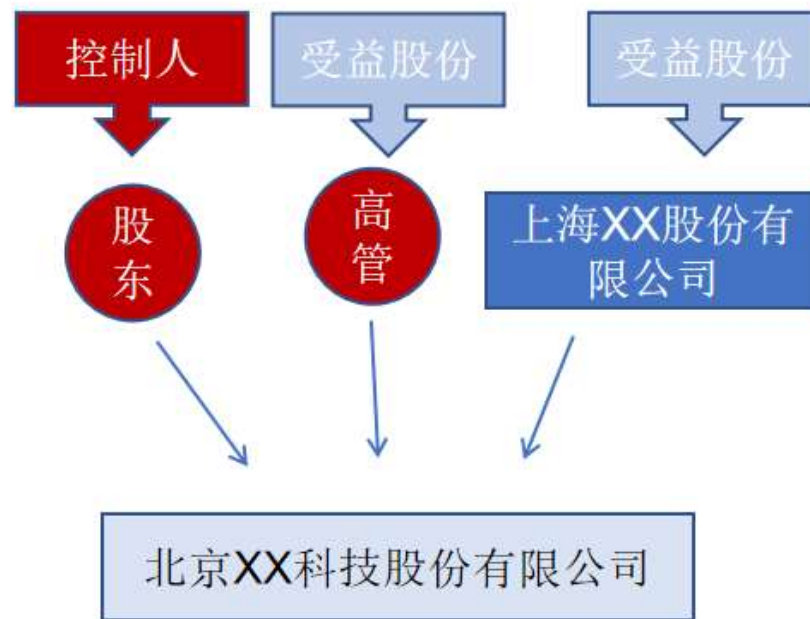 控制人
受益股份
受益股份
股
东
高
管
上海XX股份有
限公司
北京XX科技股份有限公司